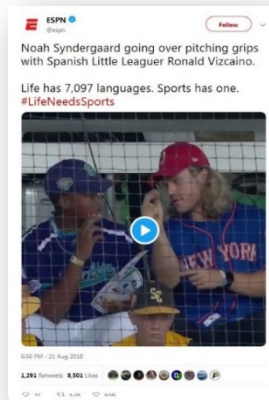 ESPN
@espn
Follow
Noah Syndergaard going over pitching grips
with Spanish Little Leaguer Ronald Vizcaino.
Life has 7,097 languages. Sports has one.
#LifeNeedsSports
NEW YORK
6:56 PM - 21 Aug 2018
1,291 Retweets 8,501 Likes